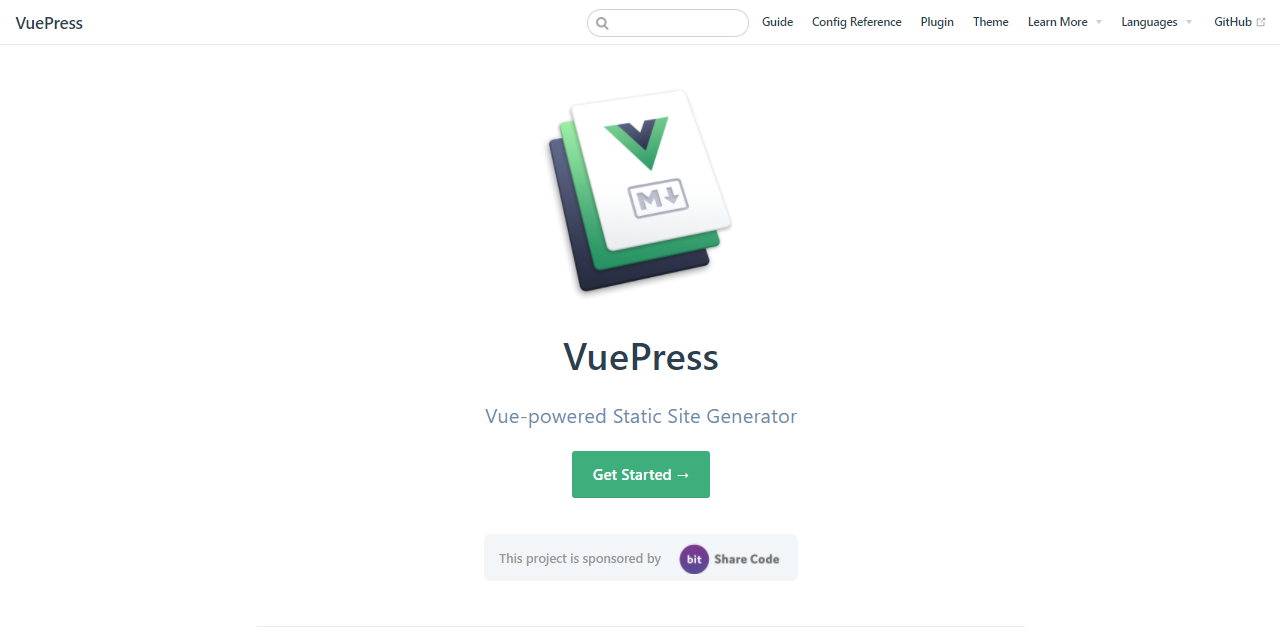 VuePress
Guide Config Reference Plugin Theme Learn More Languages GitHub
M
VuePress
Vue-powered Static Site Generator
Get Started →
This project is sponsored by bit Share Code